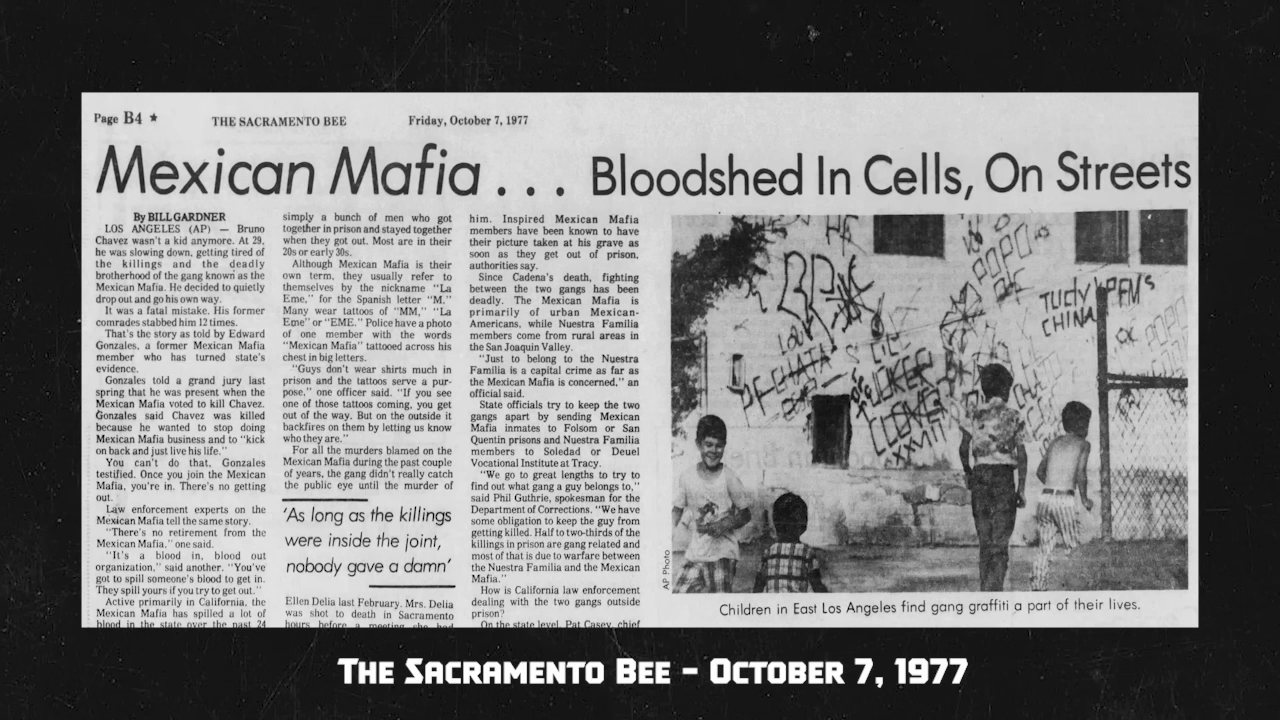 Page B4 ★ THE SACRAMENTO BEE Friday, October 7, 1977
Mexican Mafia . . . Bloodshed In Cells, On Streets
By BILL GARDNER
LOS ANGELES (AP) — Bruno
Chavez wasn't a kid anymore. At 29,
he was slowing down, getting tired of
the killings and the deadly
brotherhood of the gang known as the
Mexican Mafia. He decided to quietly
drop out and go his own way.
It was a fatal mistake. His former
comrades stabbed him 12 times.
That's the story as told by Edward
Gonzales, a former Mexican Mafia
member who has turned state's
evidence.
Gonzales told a grand jury last
spring that he was present when the
Mexican Mafia voted to kill Chavez.
Gonzales said Chavez was killed
because he wanted to stop doing
Mexican Mafia business and to "kick
on back and just live his life."
You can't do that, Gonzales
testified. Once you join the Mexican
Mafia, you're in. There's no getting
out.
Law enforcement experts on the
Mexican Mafia tell the same story.
"There's no retirement from the
Mexican Mafia," one said.
"It's a blood in, blood out
organization," said another. "You've
got to spill someone's blood to get in.
They spill yours if you try to get out."
Active primarily in California, the
Mexican Mafia has spilled a lot of
blood in the state over the past 24
simply a bunch of men who got
together in prison and stayed together
when they got out. Most are in their
20s or early 30s.
Although Mexican Mafia is their
own term, they usually refer to
themselves by the nickname "La
Eme," for the Spanish letter "M."
Many wear tattoos of "MM," "La
Eme" or "EME." Police have a photo
of one member with the words
"Mexican Mafia" tattooed across his
chest in big letters.
"Guys don't wear shirts much in
prison and the tattoos serve a pur-
pose," one officer said. "If you see
one of those tattoos coming, you get
out of the way. But on the outside it
backfires on them by letting us know
who they are."
For all the murders blamed on the
Mexican Mafia during the past couple
of years, the gang didn't really catch
the public eye until the murder of
'As long as the killings
were inside the joint,
nobody gave a damn'
Ellen Delia last February. Mrs. Delia
was shot to death in Sacramento
hours before a meeting she had
him. Inspired Mexican Mafia
members have been known to have
their picture taken at his grave as
soon as they get out of prison,
authorities say.
Since Cadena's death, fighting
between the two gangs has been
deadly. The Mexican Mafia is
primarily of urban Mexican-
Americans, while Nuestra Familia
members come from rural areas in
the San Joaquin Valley.
"Just to belong to the Nuestra
Familia is a capital crime as far as
the Mexican Mafia is concerned," an
official said.
State officials try to keep the two
gangs apart by sending Mexican
Mafia inmates to Folsom or San
Quentin prisons and Nuestra Familia
members to Soledad or Deuel
Vocational Institute at Tracy.
"We go to great lengths to try to
find out what gang a guy belongs to,"
said Phil Guthrie, spokesman for the
Department of Corrections. "We have
some obligation to keep the guy from
getting killed. Half to two-thirds of the
killings in prison are gang related and
most of that is due to warfare between
the Nuestra Familia and the Mexican
Mafia."
How is California law enforcement
dealing with the two gangs outside
prison?
On the state level, Pat Casey, chief
POPO
TUDY
CHINA
LIL
JOKER
CLOVER
AP Photo
Children in East Los Angeles find gang graffiti a part of their lives.
THE SACRAMENTO BEE – OCTOBER 7, 1977